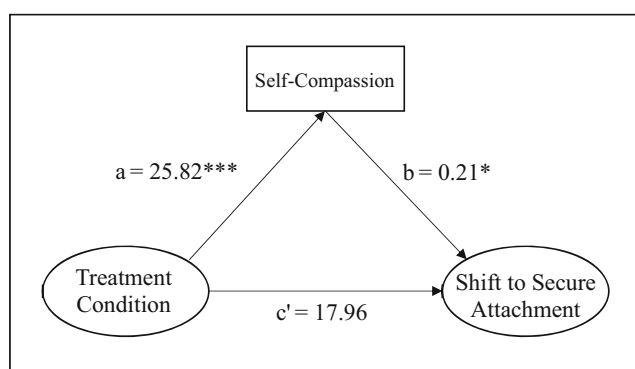 Self-Compassion
a = 25.82***
b = 0.21*
Treatment
Condition
Shift to Secure
Attachment
c' = 17.96